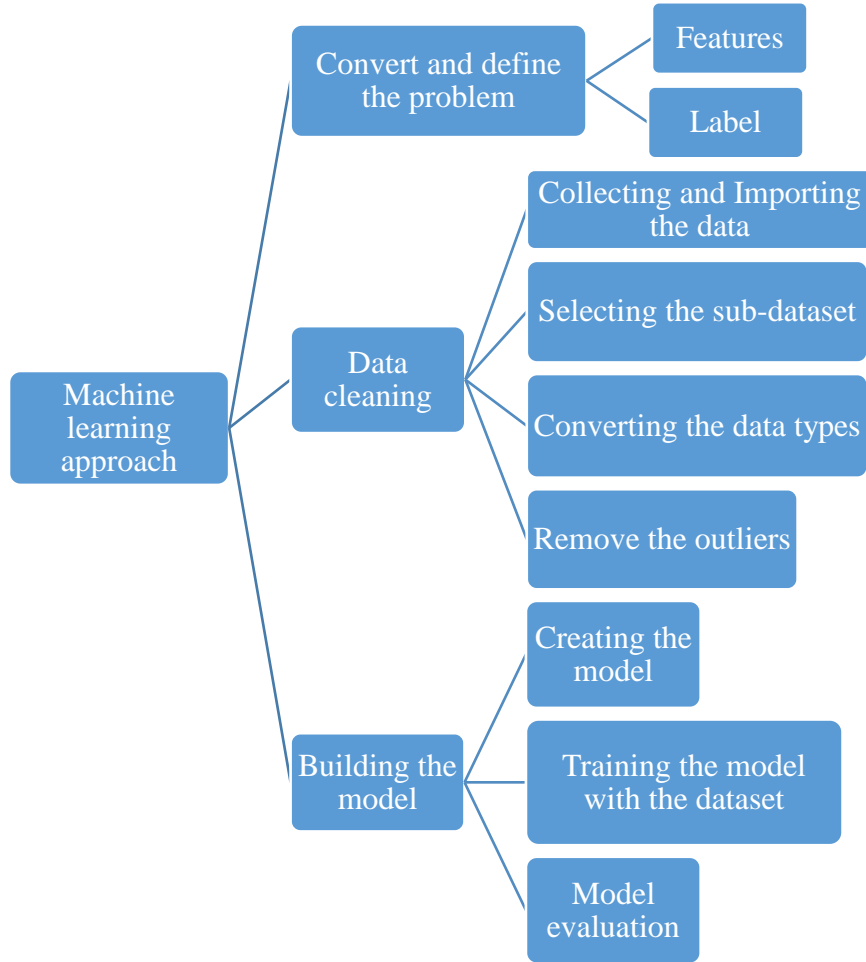 Machine
learning
approach
Convert and define
the problem
Features
Label
Data
cleaning
Collecting and Importing
the data
Selecting the sub-dataset
Converting the data types
Remove the outliers
Building the
model
Creating the
model
Training the model
with the dataset
Model
evaluation